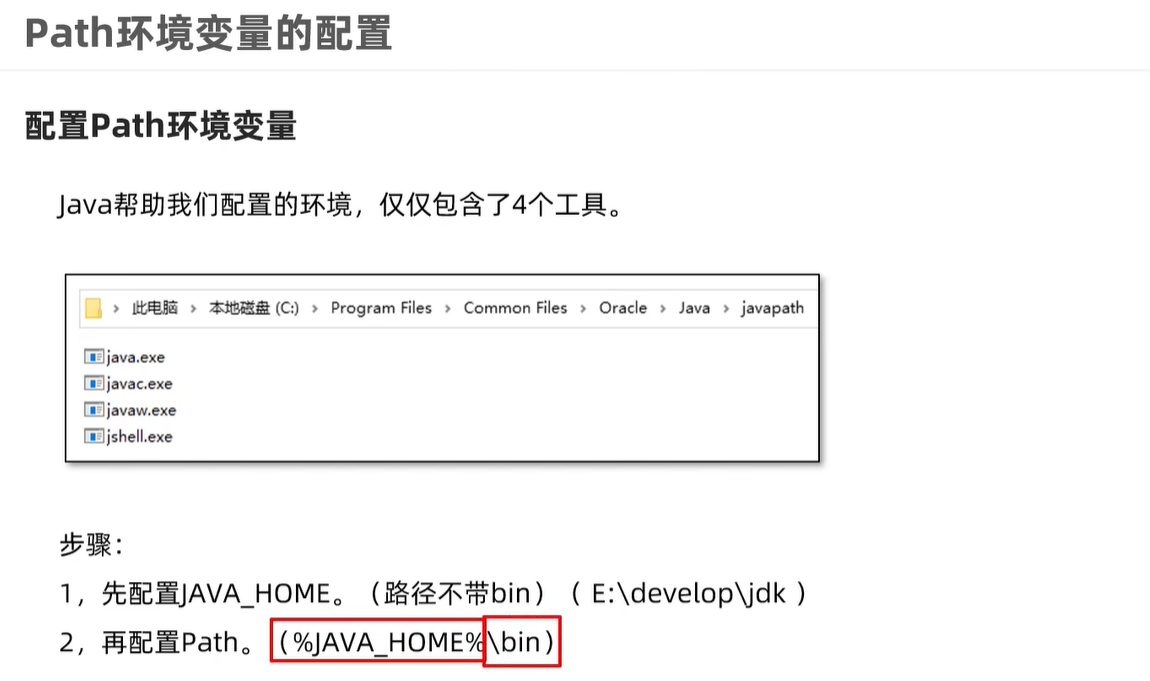 Path环境变量的配置
配置Path环境变量
Java帮助我们配置的环境，仅仅包含了4个工具。
› 此电脑 › 本地磁盘 (C:) › Program Files › Common Files › Oracle › Java › javapath
java.exe
javac.exe
javaw.exe
jshell.exe
步骤：
1，先配置JAVA_HOME。（路径不带bin）（ E:\develop\jdk ）
2，再配置Path。（%JAVA_HOME%\bin）